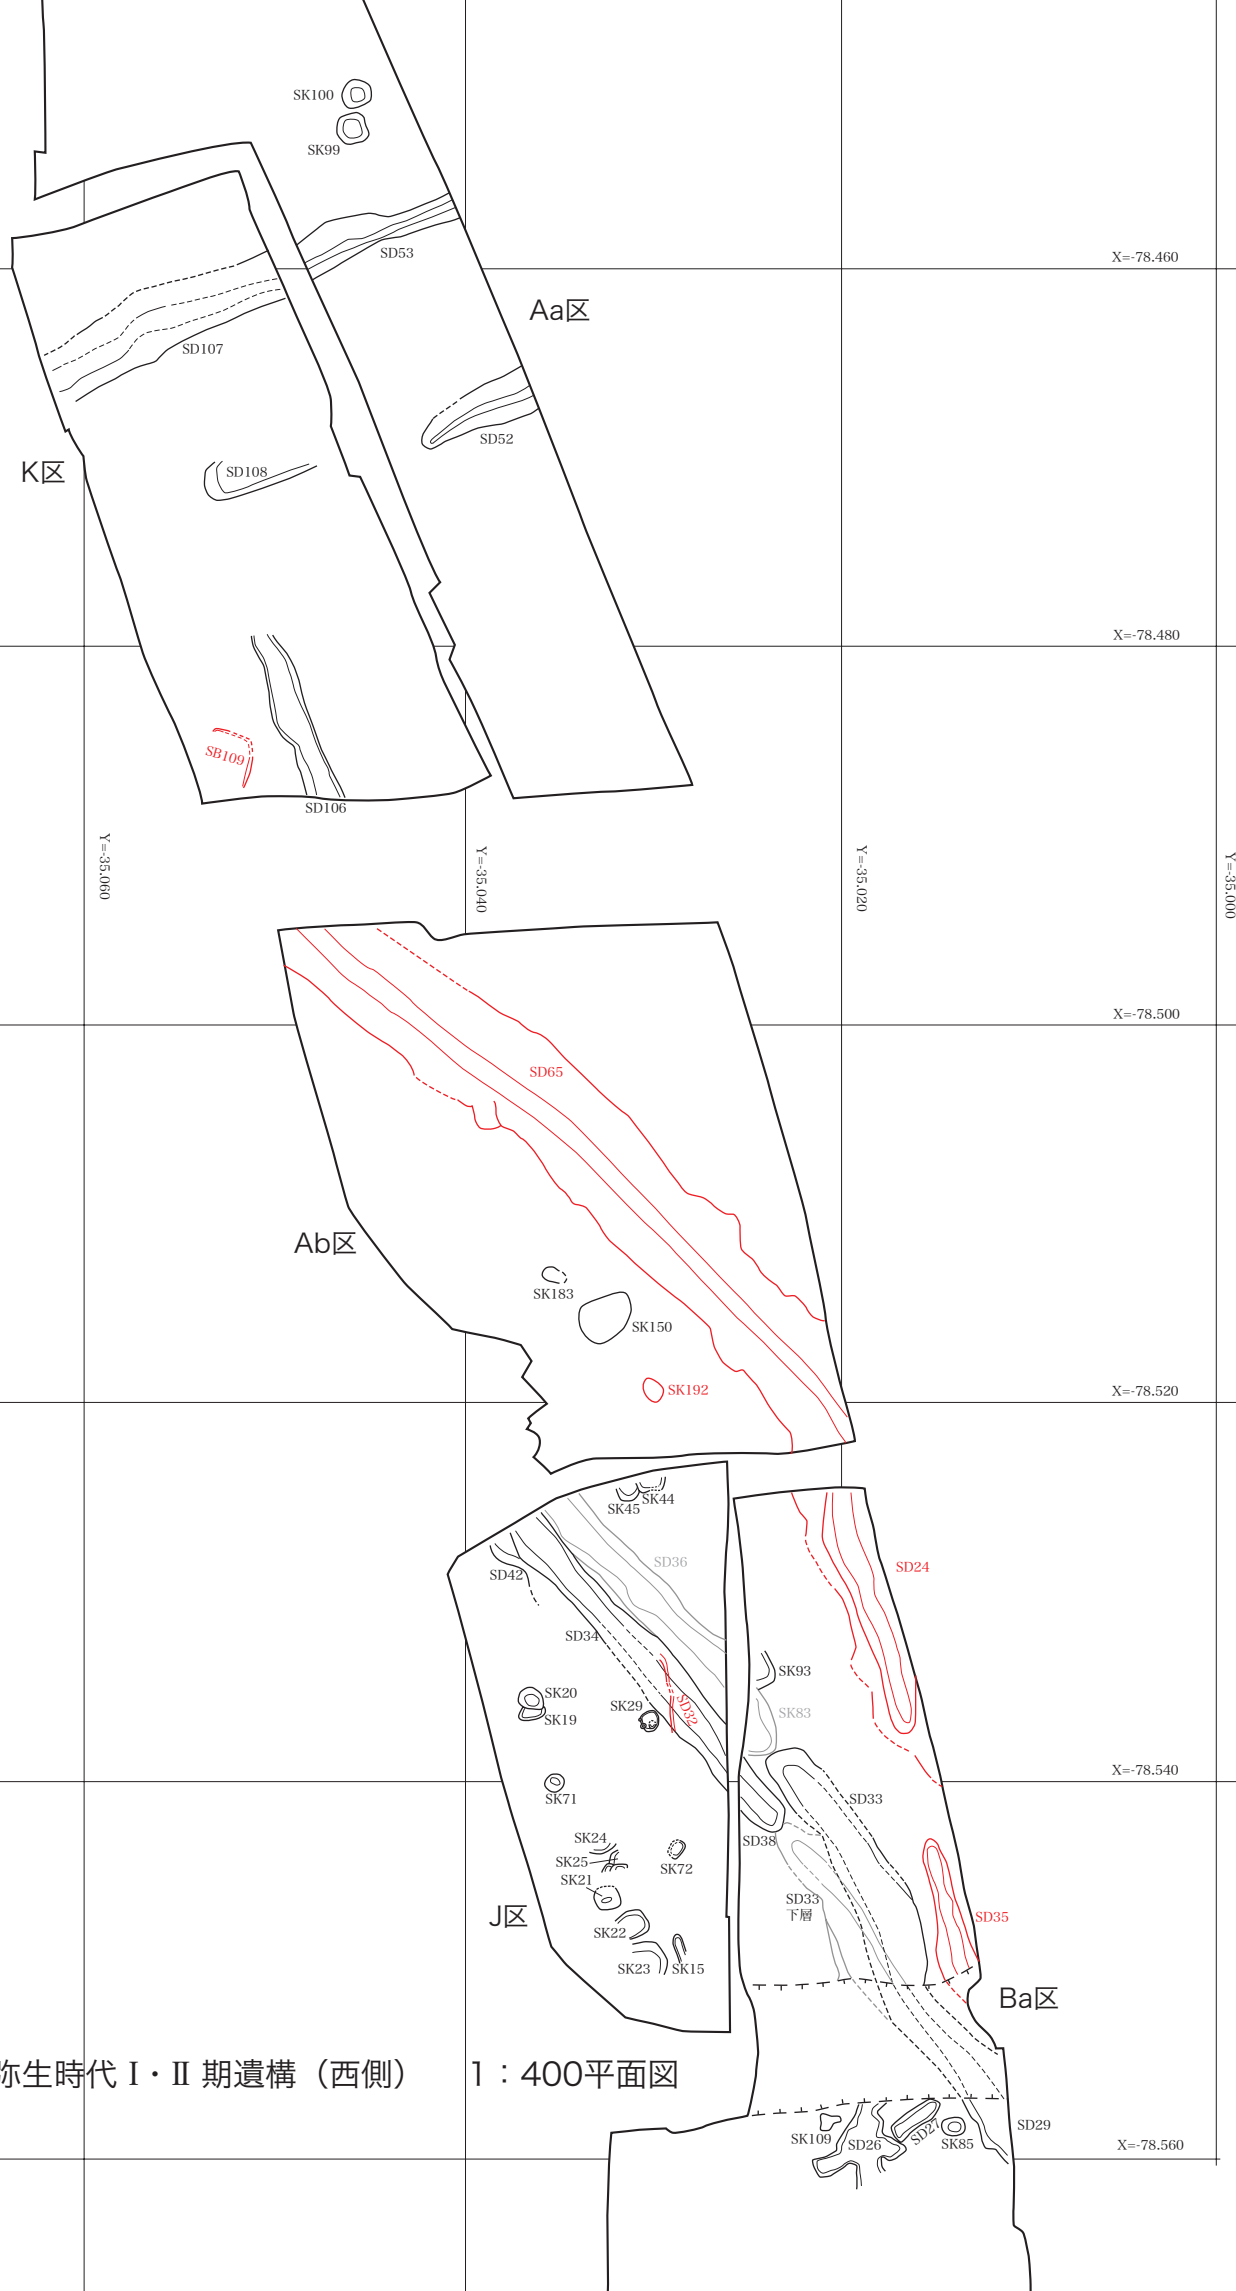 SK100
SK99
SD53
X=-78.460
Aa区
SD107
SD52
K区
SD108
X=-78.480
SB109
SD106
Y=-35.060
Y=-35.040
Y=-35.020
Y=-35.000
X=-78.500
SD65
Ab区
SK183
SK150
SK192
X=-78.520
SK45
SK44
SD36
SD24
SD42
SD34
SK93
SK20
SK29
SD32
SK83
SK19
X=-78.540
SK71
SD33
SK24
SD38
SK25
SK72
SK21
SD33
下層
J区
SD35
SK22
SK23
SK15
Ba区
弥生時代 I・II 期遺構（西側） 1：400平面図
SK109
SD26
SD27
SK85
SD29
X=-78.560